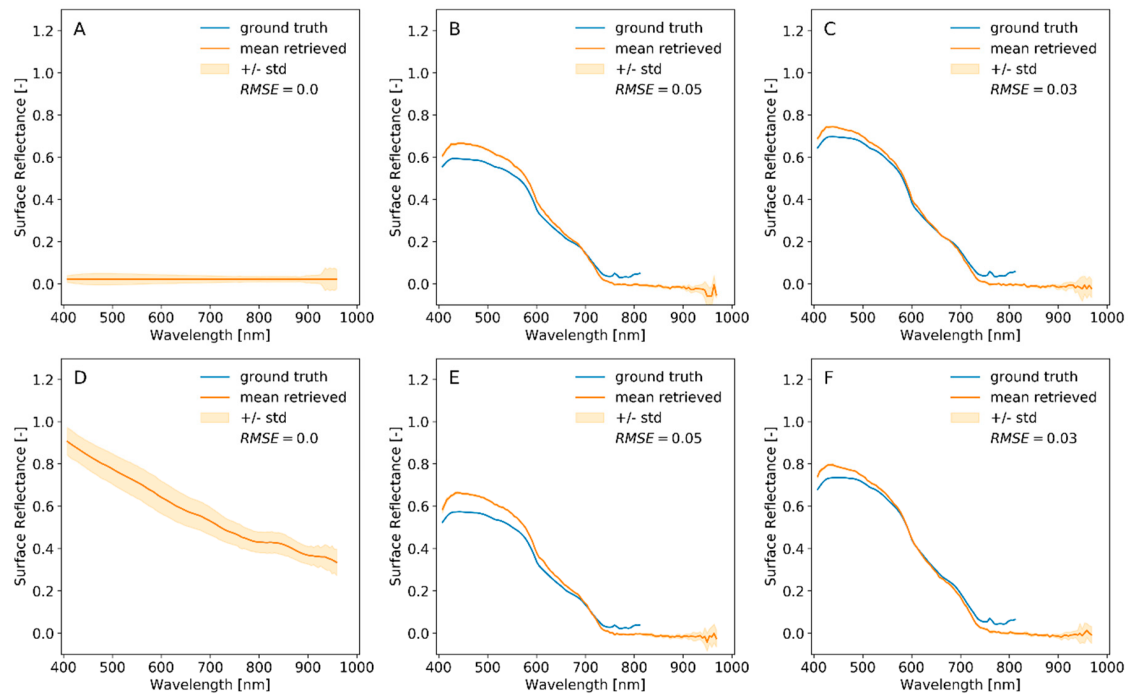 A
ground truth
mean retrieved
+/- std
RMSE = 0.0
1.2
1.0
0.8
0.6
0.4
0.2
0.0
Surface Reflectance [-]
400 500 600 700 800 900 1000
Wavelength [nm]
B
ground truth
mean retrieved
+/- std
RMSE = 0.05
1.2
1.0
0.8
0.6
0.4
0.2
0.0
Surface Reflectance [-]
400 500 600 700 800 900 1000
Wavelength [nm]
C
ground truth
mean retrieved
+/- std
RMSE = 0.03
1.2
1.0
0.8
0.6
0.4
0.2
0.0
Surface Reflectance [-]
400 500 600 700 800 900 1000
Wavelength [nm]
D
ground truth
mean retrieved
+/- std
RMSE = 0.0
1.2
1.0
0.8
0.6
0.4
0.2
0.0
Surface Reflectance [-]
400 500 600 700 800 900 1000
Wavelength [nm]
E
ground truth
mean retrieved
+/- std
RMSE = 0.05
1.2
1.0
0.8
0.6
0.4
0.2
0.0
Surface Reflectance [-]
400 500 600 700 800 900 1000
Wavelength [nm]
F
ground truth
mean retrieved
+/- std
RMSE = 0.03
1.2
1.0
0.8
0.6
0.4
0.2
0.0
Surface Reflectance [-]
400 500 600 700 800 900 1000
Wavelength [nm]